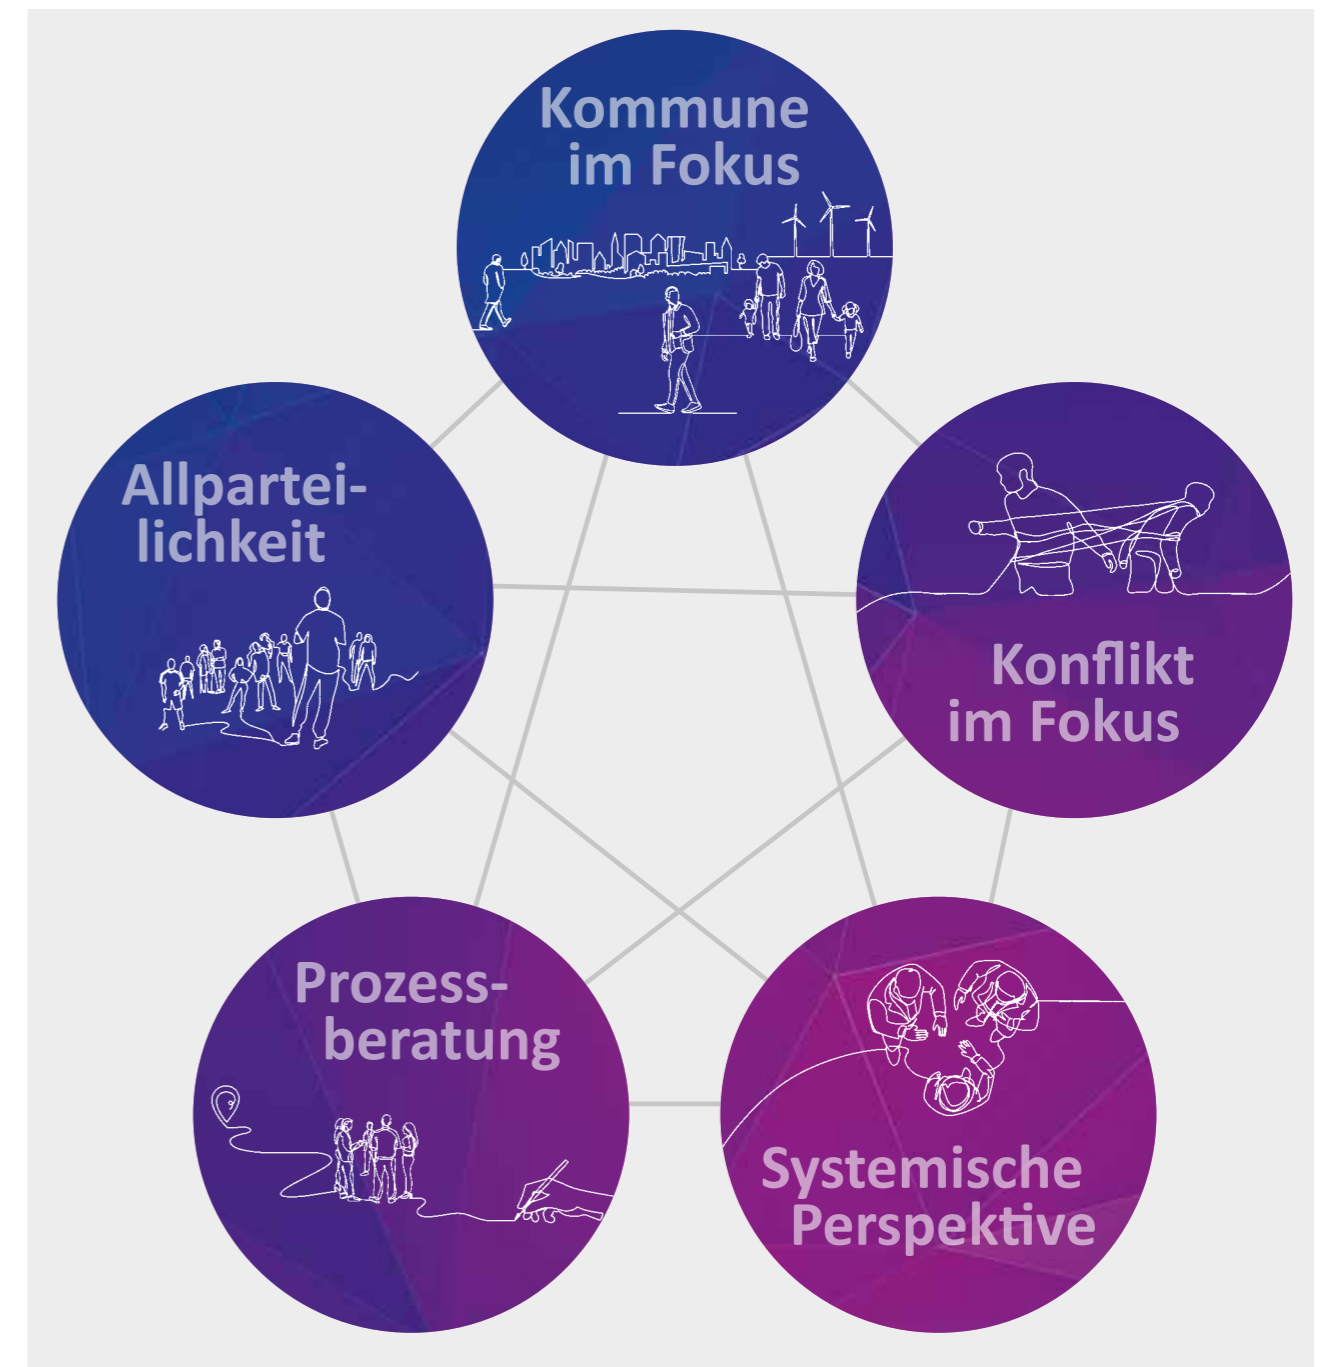 Kommune
im Fokus
Allpartei-
lichkeit
Konflikt
im Fokus
Prozess-
beratung
Systemische
Perspektive